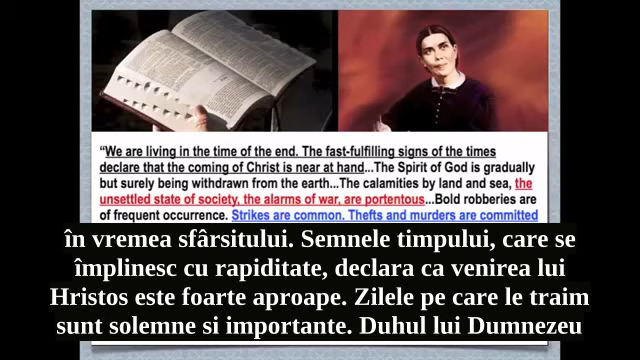 “We are living in the time of the end. The fast-fulfilling signs of the times
declare that the coming of Christ is near at hand...The Spirit of God is gradually
but surely being withdrawn from the earth...The calamities by land and sea, the
unsettled state of society, the alarms of war, are portentous...Bold robberies are
of frequent occurrence. Strikes are common. Thefts and murders are committed
în vremea sfârsitului. Semnele timpului, care se
împlinesc cu rapiditate, declara ca venirea lui
Hristos este foarte aproape. Zilele pe care le traim
sunt solemne si importante. Duhul lui Dumnezeu